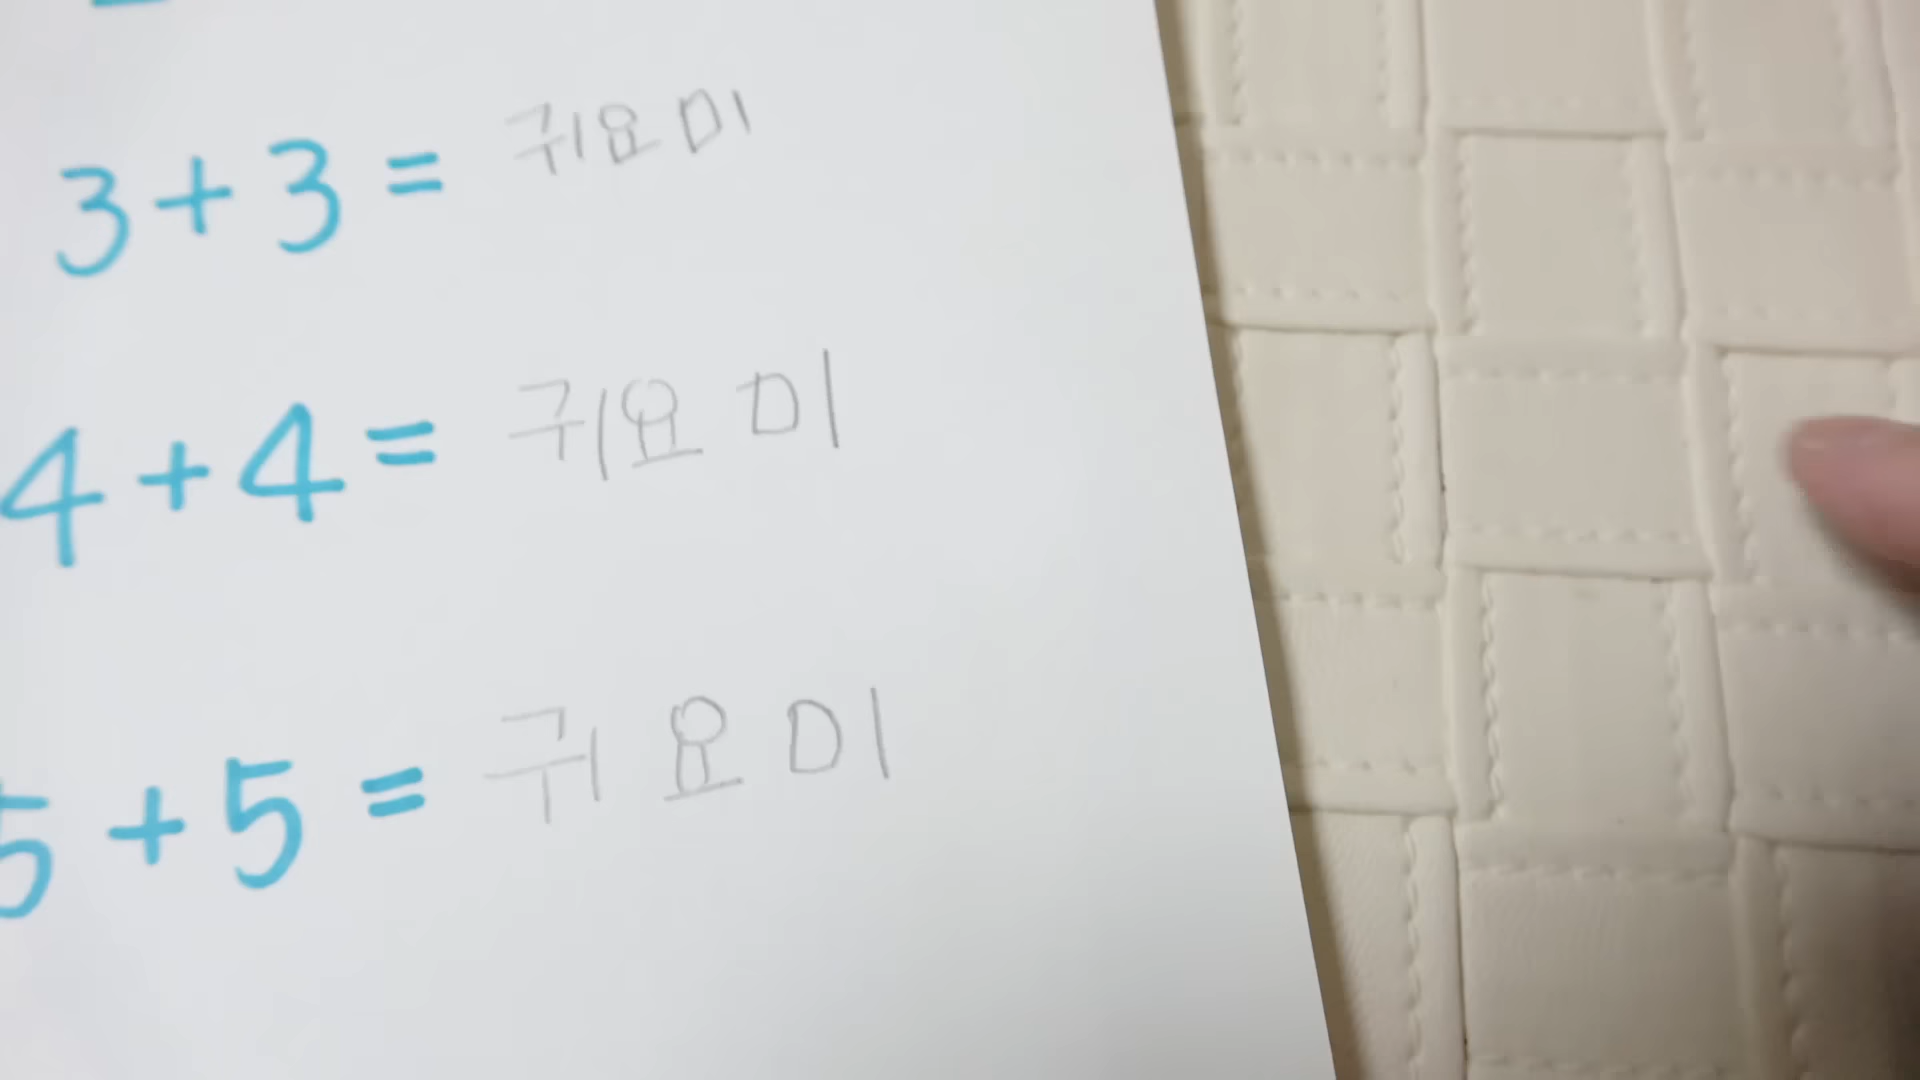 3+3= 귀요미
4+4= 귀요미
5+5= 귀요미